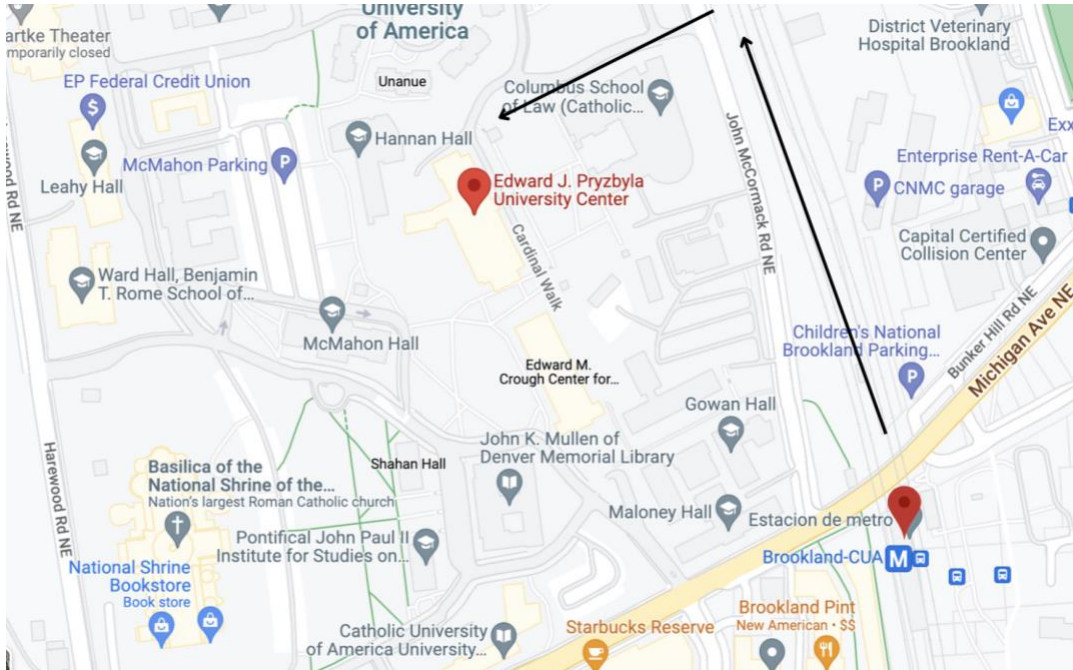 University
of America
artke Theater
emporarily closed
District Veterinary
Hospital Brookland
EP Federal Credit Union
Unanue
Columbus School
of Law (Catholic...
Hannan Hall
McMahon Parking
Leahy Hall
Edward J. Pryzbyla
University Center
Exx
Enterprise Rent-A-Car
CNMC garage
Capital Certified
Collision Center
John McCormack Rd NE
Cardinal Walk
Ward Hall, Benjamin
T. Rome School of...
McMahon Hall
ewood Rd NE
Children's National
Brookland Parking...
Bunker Hill Rd NE
Michigan Ave NE
Edward M.
Crough Center for...
Gowan Hall
John K. Mullen of
Denver Memorial Library
Shahan Hall
Harewood Rd NE
Basilica of the
National Shrine of the...
Nation's largest Roman Catholic church
Maloney Hall
Estacion de metro
Brookland-CUA
M
Pontifical John Paul II
Institute for Studies on...
National Shrine
Bookstore
Book store
Catholic University
of America University...
Starbucks Reserve
Brookland Pint
New American • $$